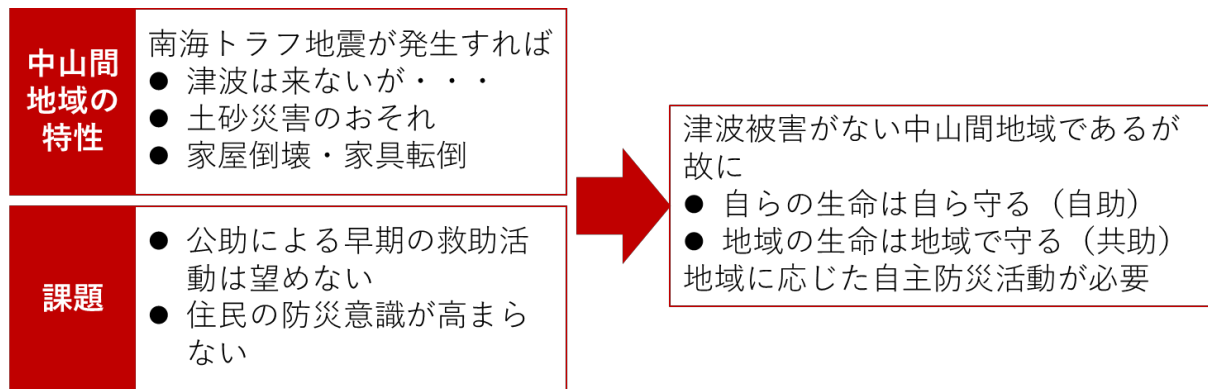 中山間
地域の
特性
南海トラフ地震が発生すれば
● 津波は来ないが・・・
● 土砂災害のおそれ
● 家屋倒壊・家具転倒
課題
● 公助による早期の救助活
動は望めない
● 住民の防災意識が高まら
ない
津波被害がない中山間地域であるが
故に
● 自らの生命は自ら守る（自助）
● 地域の生命は地域で守る（共助）
地域に応じた自主防災活動が必要